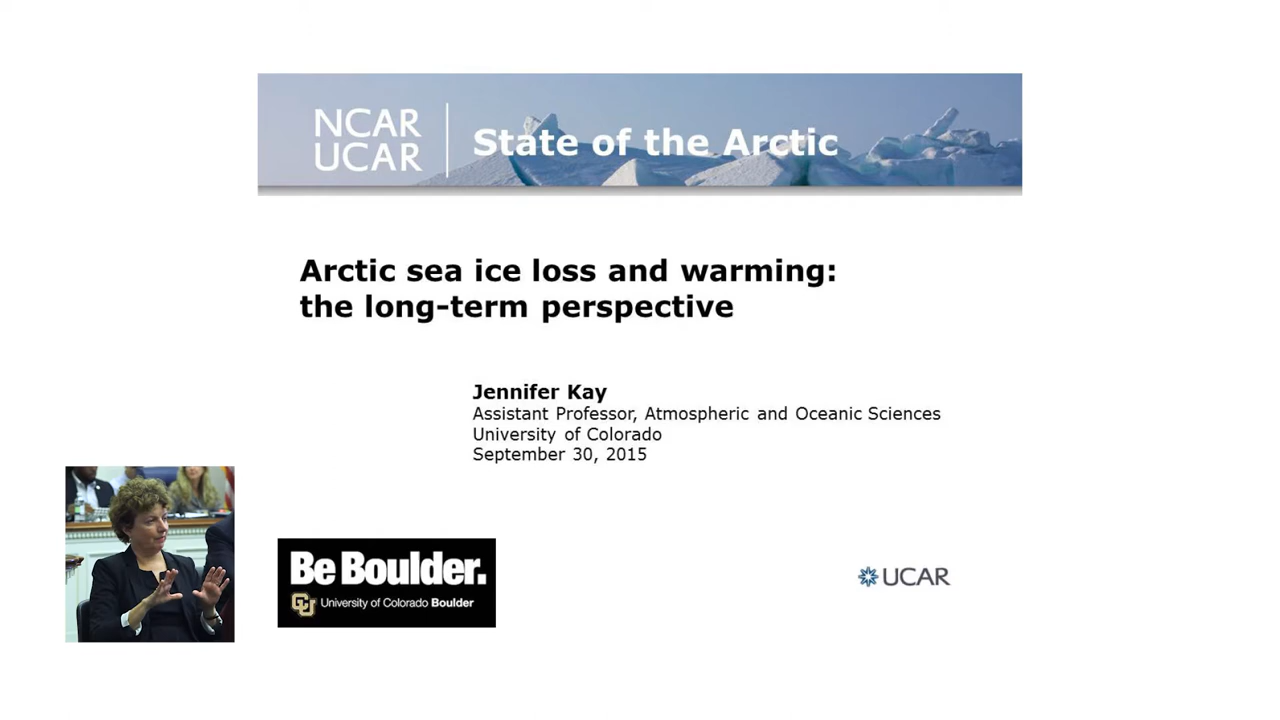 NCAR
UCAR
State of the Arctic
Arctic sea ice loss and warming:
the long-term perspective
Jennifer Kay
Assistant Professor, Atmospheric and Oceanic Sciences
University of Colorado
September 30, 2015
Be Boulder.
CU University of Colorado Boulder
UCAR